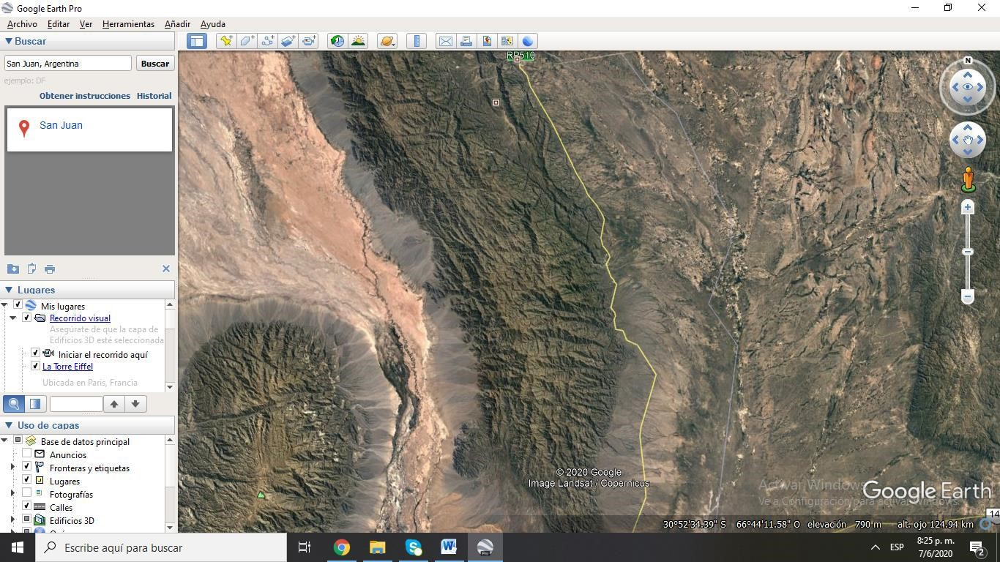 Google Earth Pro
Archivo Editar Ver Herramientas Añadir Ayuda
Buscar
San Juan, Argentina
Buscar
ejemplo: DF
Obtener instrucciones Historial
San Juan
Lugares
Mis lugares
Recorrido visual
Asegúrate de que la capa de
Edificios 3D esté seleccionada
Iniciar el recorrido aquí
La Torre Eiffel
Ubicada en Paris, Francia
Uso de capas
Base de datos principal
Anuncios
Fronteras y etiquetas
Lugares
Fotografías
Calles
Edificios 3D
RP510
N
© 2020 Google
Image Landsat / Copernicus
Activar Windows
Ve a Configuración para activar Windows.
Google Earth
14
30°52'34.39" S 66°44'11.58" O elevación 790 m alt. ojo 124.94 km
Escribe aquí para buscar
ESP
8:25 p. m.
7/6/2020
2